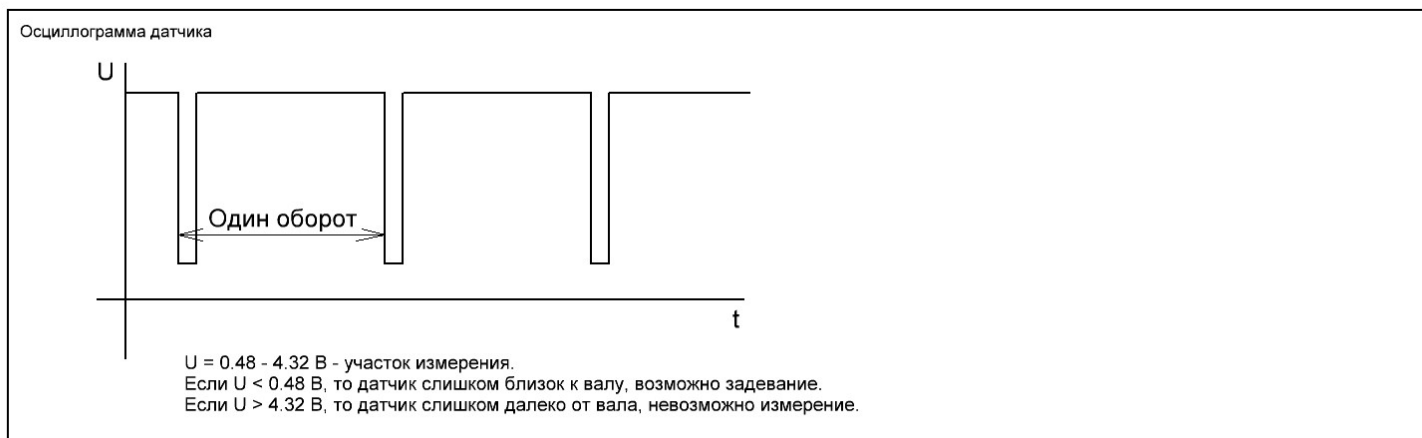 Осциллограмма датчика
U
Один оборот
t
U = 0.48 - 4.32 В - участок измерения.
Если U < 0.48 В, то датчик слишком близок к валу, возможно задевание.
Если U > 4.32 В, то датчик слишком далеко от вала, невозможно измерение.